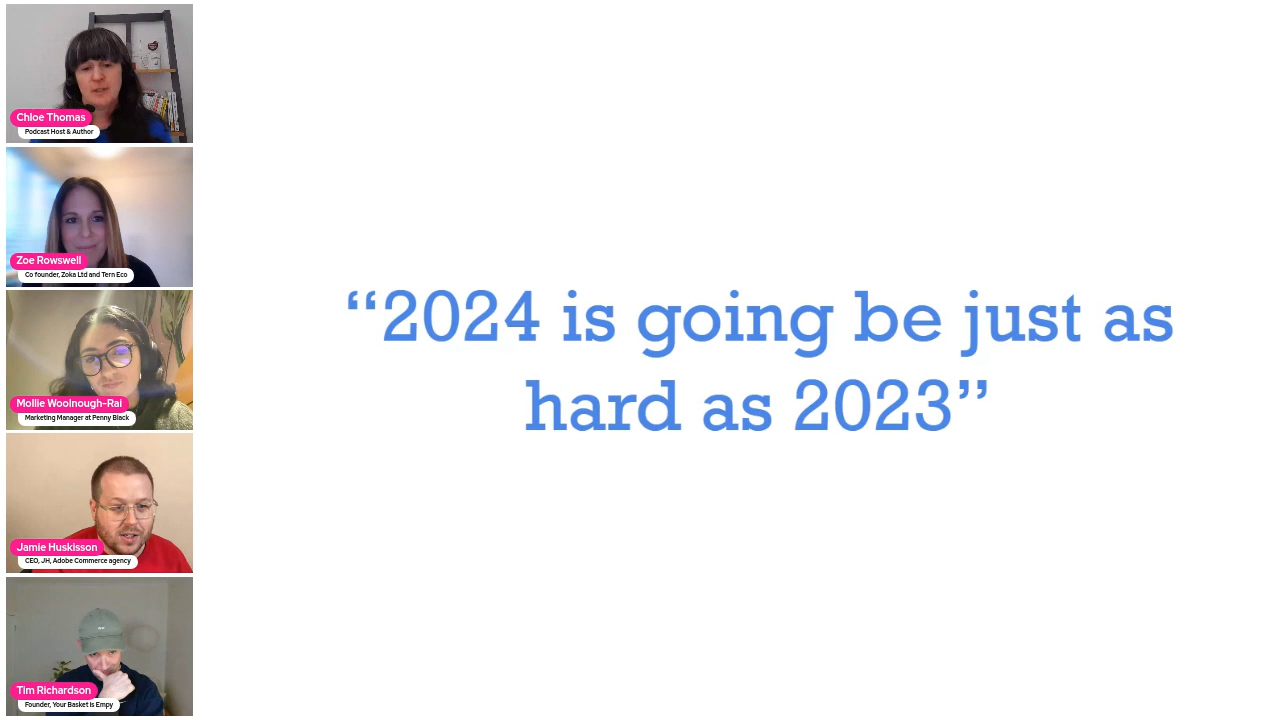 Chloe Thomas
Podcast Host & Author
Zoe Rowswell
Co founder, Zoka Ltd and Tern Eco
Mollie Woolnough-Rai
Marketing Manager at Penny Black
Jamie Huskisson
CEO, JH, Adobe Commerce agency
Tim Richardson
Founder, Your Basket Is Empy
“2024 is going be just as
hard as 2023”